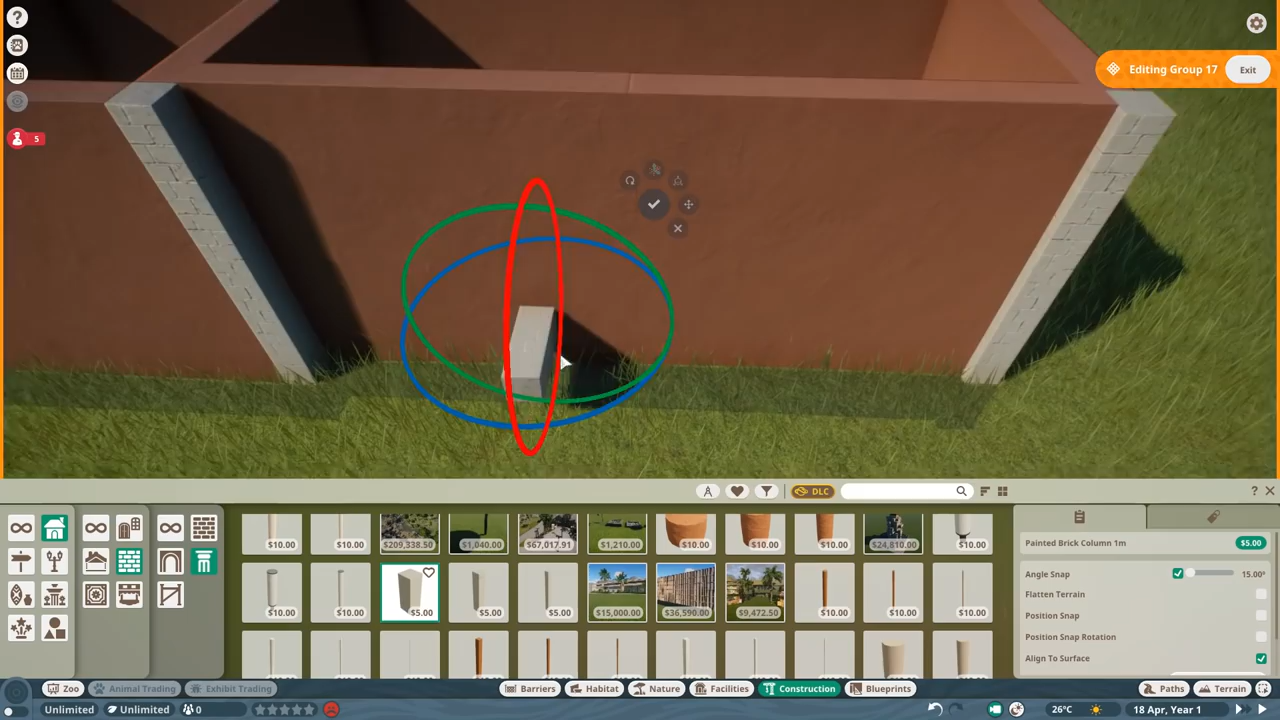 ?
Editing Group 17
Exit
5
DLC
? ×
$10.00
$10.00
$209,338.50
$1,040.00
$67,017.91
$1,210.00
$10.00
$10.00
$10.00
$24,810.00
$10.00
$10.00
$10.00
$5.00
$5.00
$5.00
$15,000.00
$36,590.00
$9,472.50
$10.00
$10.00
$10.00
Painted Brick Column 1m
$5.00
Angle Snap
15.00°
Flatten Terrain
Position Snap
Position Snap Rotation
Align To Surface
Zoo
Animal Trading
Exhibit Trading
Barriers
Habitat
Nature
Facilities
Construction
Blueprints
Paths
Terrain
Unlimited
Unlimited
0
26°C
18 Apr, Year 1